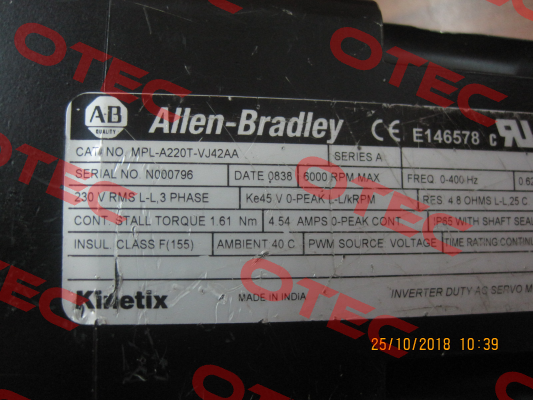 A-B
QUALITY
Allen-Bradley CE E146578 c
CAT NO. MPL-A220T-VJ42AA SERIES A
SERIAL NO. N000796 DATE 0838 6000 RPM MAX FREQ 0-400 Hz
230 V RMS L-L,3 PHASE Ke45 V 0-PEAK L-L/kRPM RES 4.8 OHMS L-L 25 C
CONT. STALL TORQUE 1.61 Nm 4.54 AMPS 0-PEAK CONT. IP65 WITH SHAFT SEAL
INSUL. CLASS F(155) AMBIENT 40 C PWM SOURCE VOLTAGE TIME RATING
Kinetix MADE IN INDIA INVERTER DUTY AC SERVO
25/10/2018 10:39
OTEC